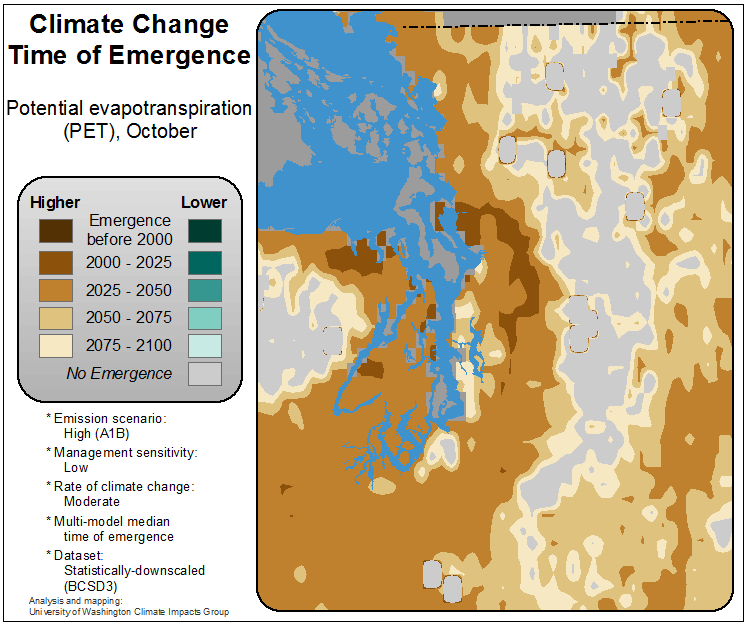 Climate Change
Time of Emergence
Potential evapotranspiration
(PET), October
Higher Lower
Emergence
before 2000
2000 - 2025
2025 - 2050
2050 - 2075
2075 - 2100
No Emergence
* Emission scenario:
High (A1B)
* Management sensitivity:
Low
* Rate of climate change:
Moderate
* Multi-model median
time of emergence
* Dataset:
Statistically-downscaled
(BCSD3)
Analysis and mapping:
University of Washington Climate Impacts Group